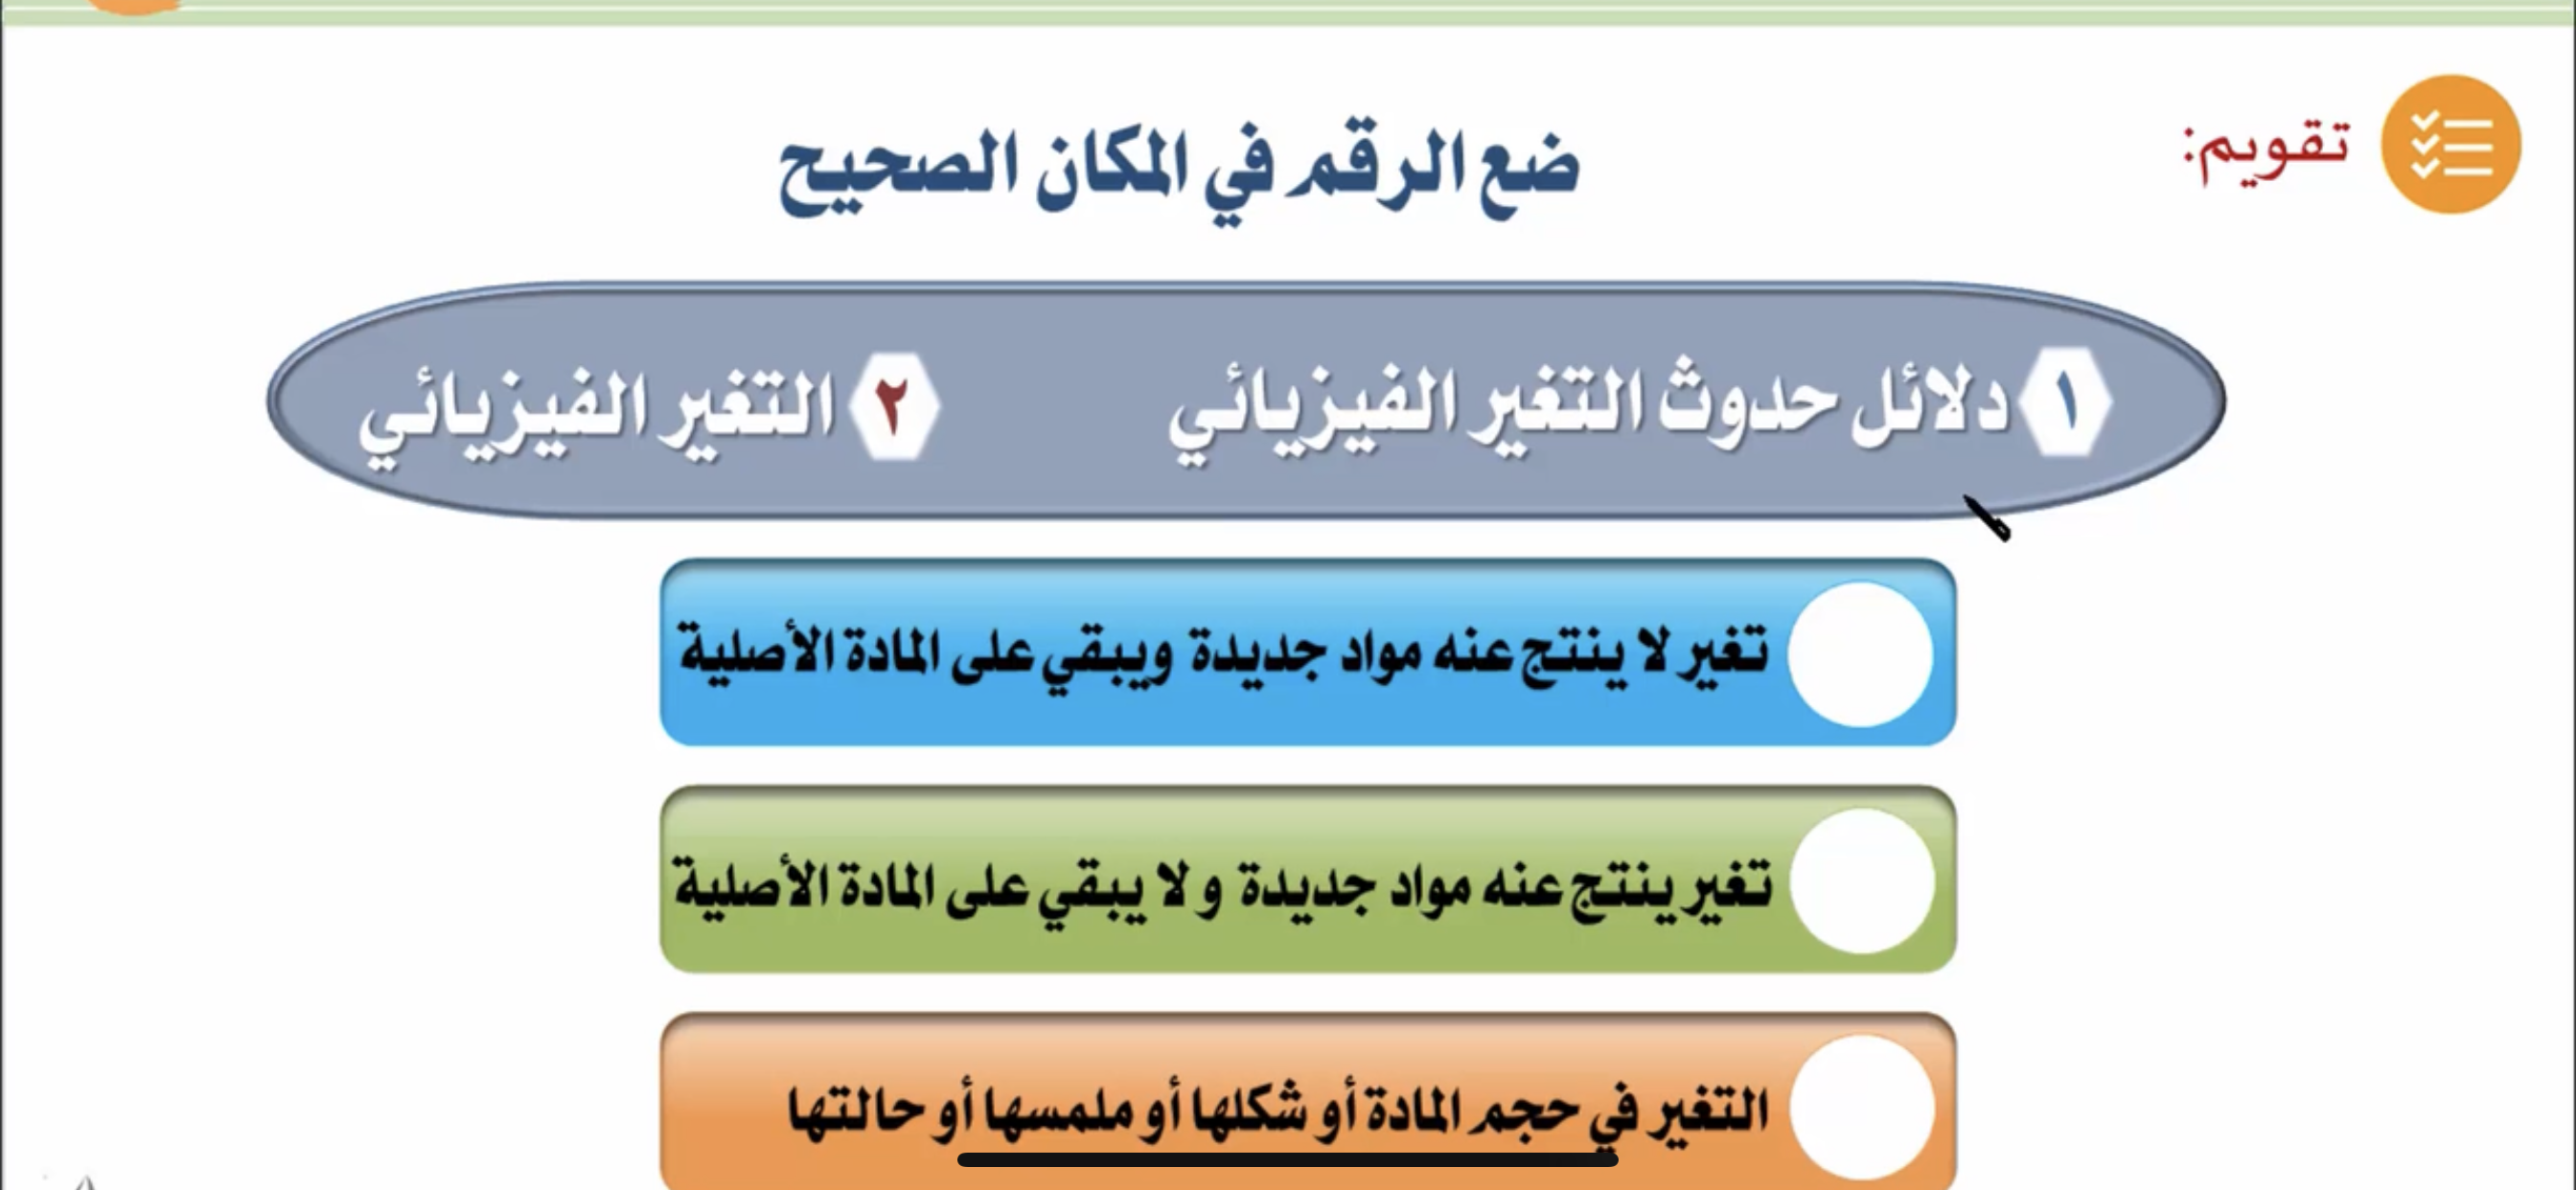 تقويم:
ضع الرقم في المكان الصحيح
١ دلائل حدوث التغير الفيزيائي ٢ التغير الفيزيائي
تغير لا ينتج عنه مواد جديدة ويبقي على المادة الأصلية
تغير ينتج عنه مواد جديدة و لا يبقي على المادة الأصلية
التغير في حجم المادة أو شكلها أو ملمسها أو حالتها